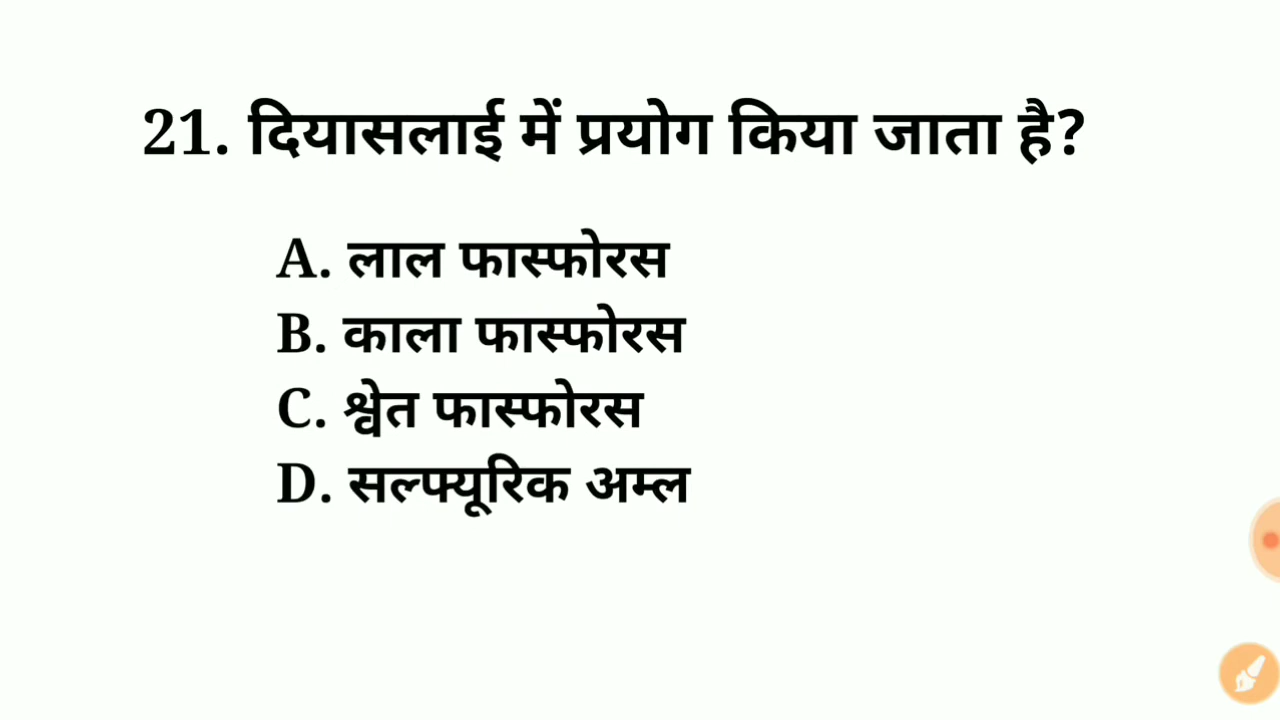 21. दियासलाई में प्रयोग किया जाता है?
A. लाल फास्फोरस
B. काला फास्फोरस
C. श्वेत फास्फोरस
D. सल्फ्यूरिक अम्ल